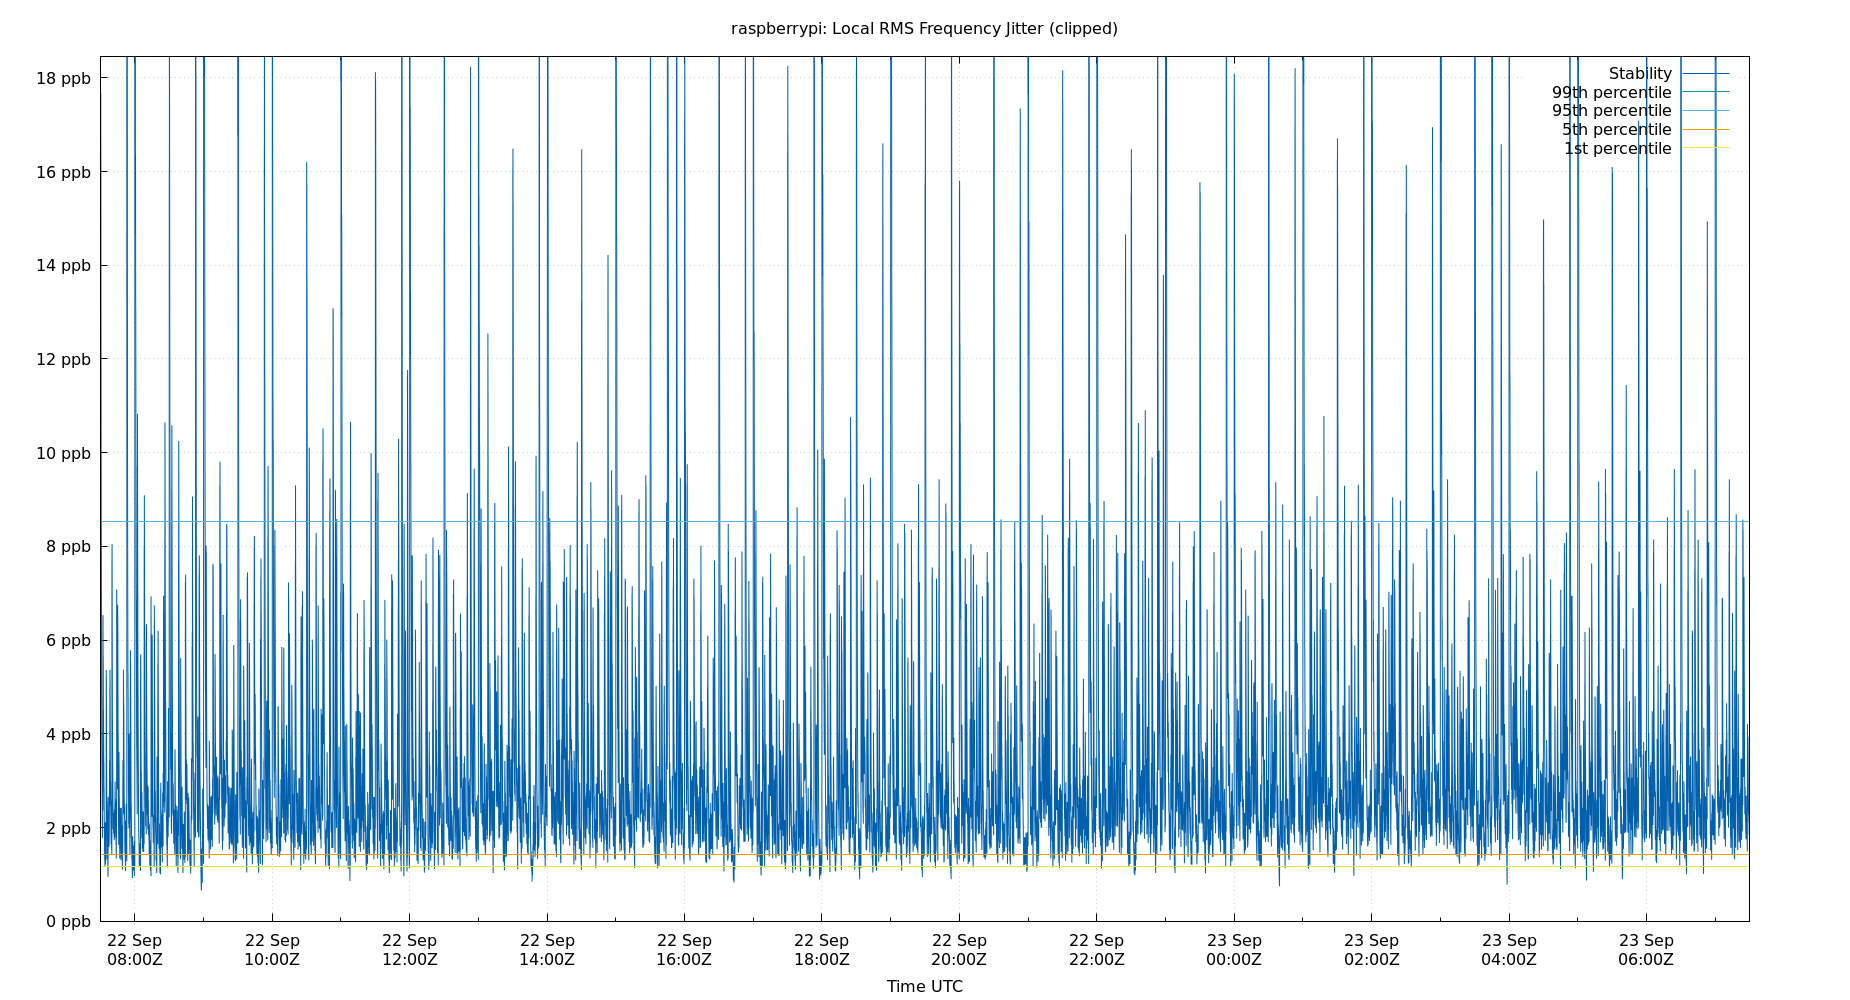 raspberrypi: Local RMS Frequency Jitter (clipped)
18 ppb
16 ppb
14 ppb
12 ppb
10 ppb
8 ppb
6 ppb
4 ppb
2 ppb
0 ppb
Stability
99th percentile
95th percentile
5th percentile
1st percentile
22 Sep 22 Sep 22 Sep 22 Sep 22 Sep 22 Sep 22 Sep 22 Sep 23 Sep 23 Sep 23 Sep 23 Sep
08:00Z 10:00Z 12:00Z 14:00Z 16:00Z 18:00Z 20:00Z 22:00Z 00:00Z 02:00Z 04:00Z 06:00Z
Time UTC